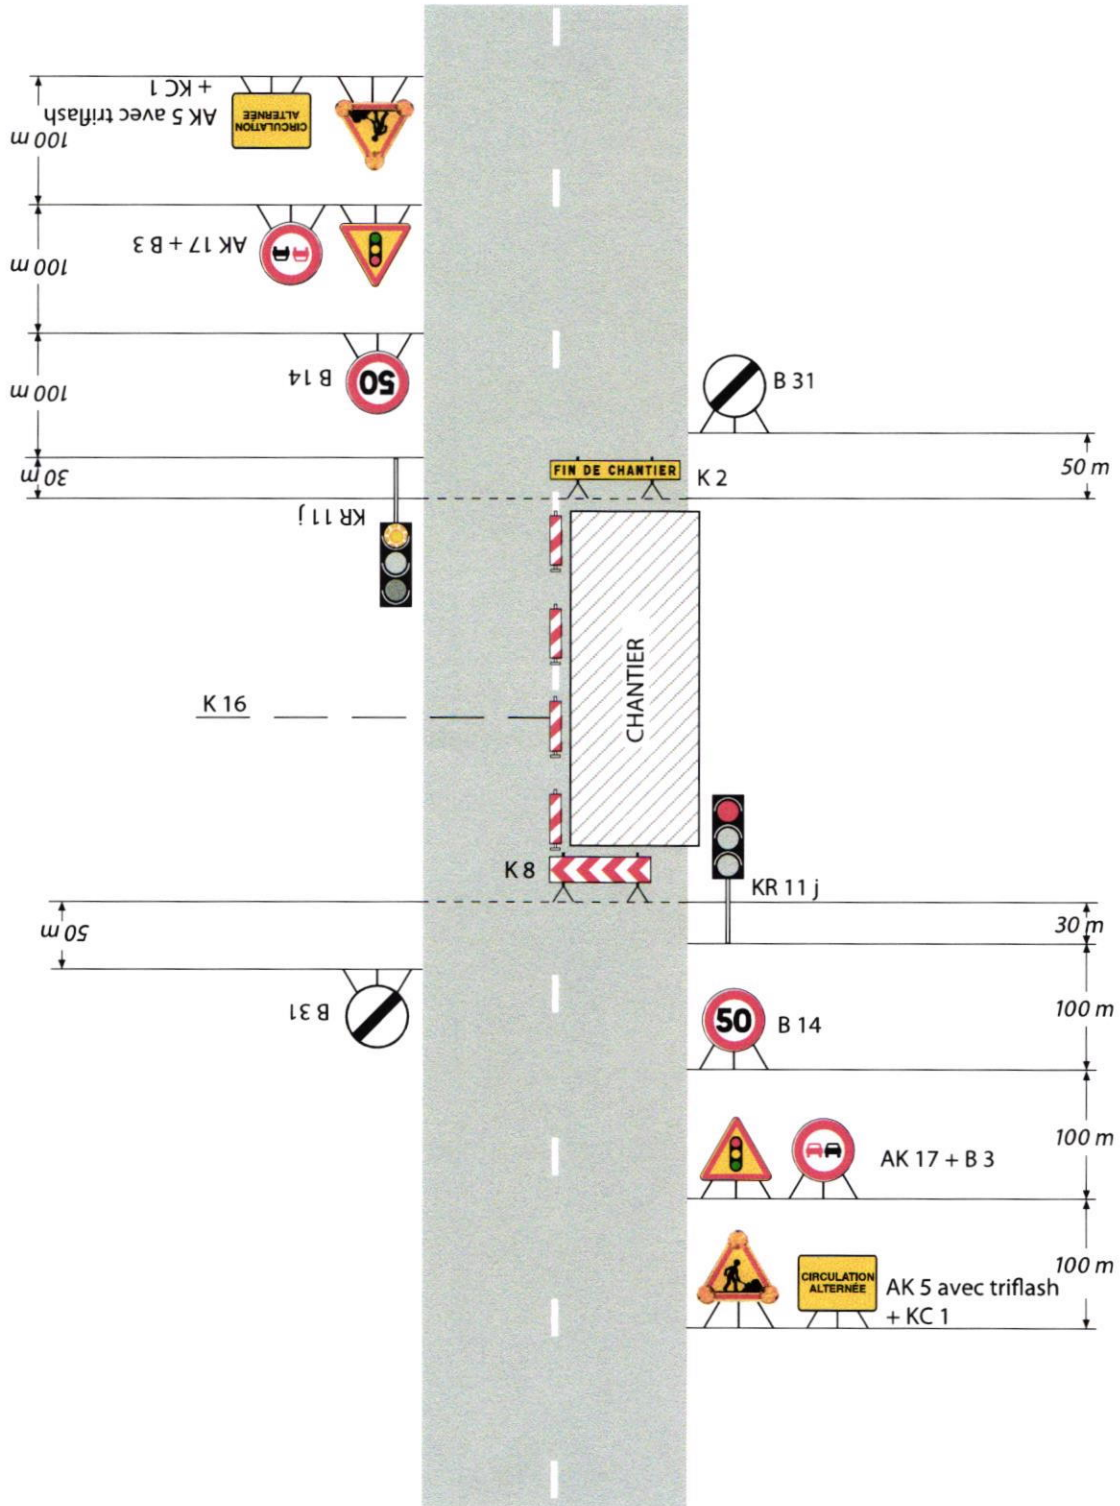 AK 5 avec triflash
+ KC 1
CIRCULATION
ALTERNÉE
100 m
AK 17 + B 3
100 m
B 14
50
100 m
B 31
30 m
FIN DE CHANTIER
K 2
50 m
KR 11 j
CHANTIER
K 16
K 8
KR 11 j
50 m
30 m
B 31
50
B 14
100 m
AK 17 + B 3
100 m
CIRCULATION
ALTERNÉE
AK 5 avec triflash
+ KC 1
100 m